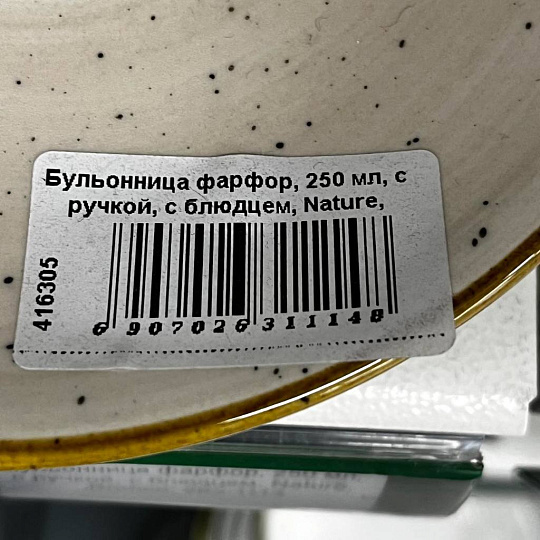 Бульонница фарфор, 250 мл, с
ручкой, с блюдцем, Nature,
416305
6 907026 311148